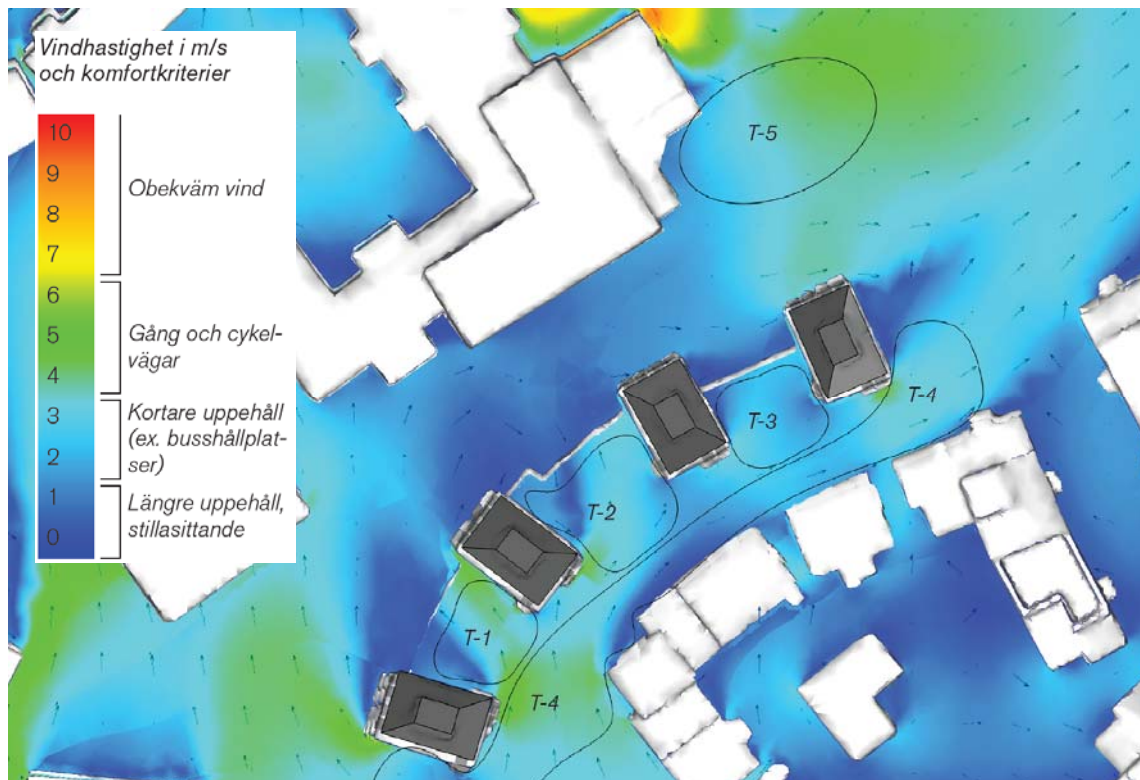 Vindhastighet i m/s
och komfortkriterier
10
9
8
7
6
5
4
3
2
1
0
Obekväm vind
Gång och cykel-
vägar
Kortare uppehåll
(ex. busshållplat-
ser)
Längre uppehåll,
stillasittande
T-5
T-4
T-3
T-2
T-1
T-4